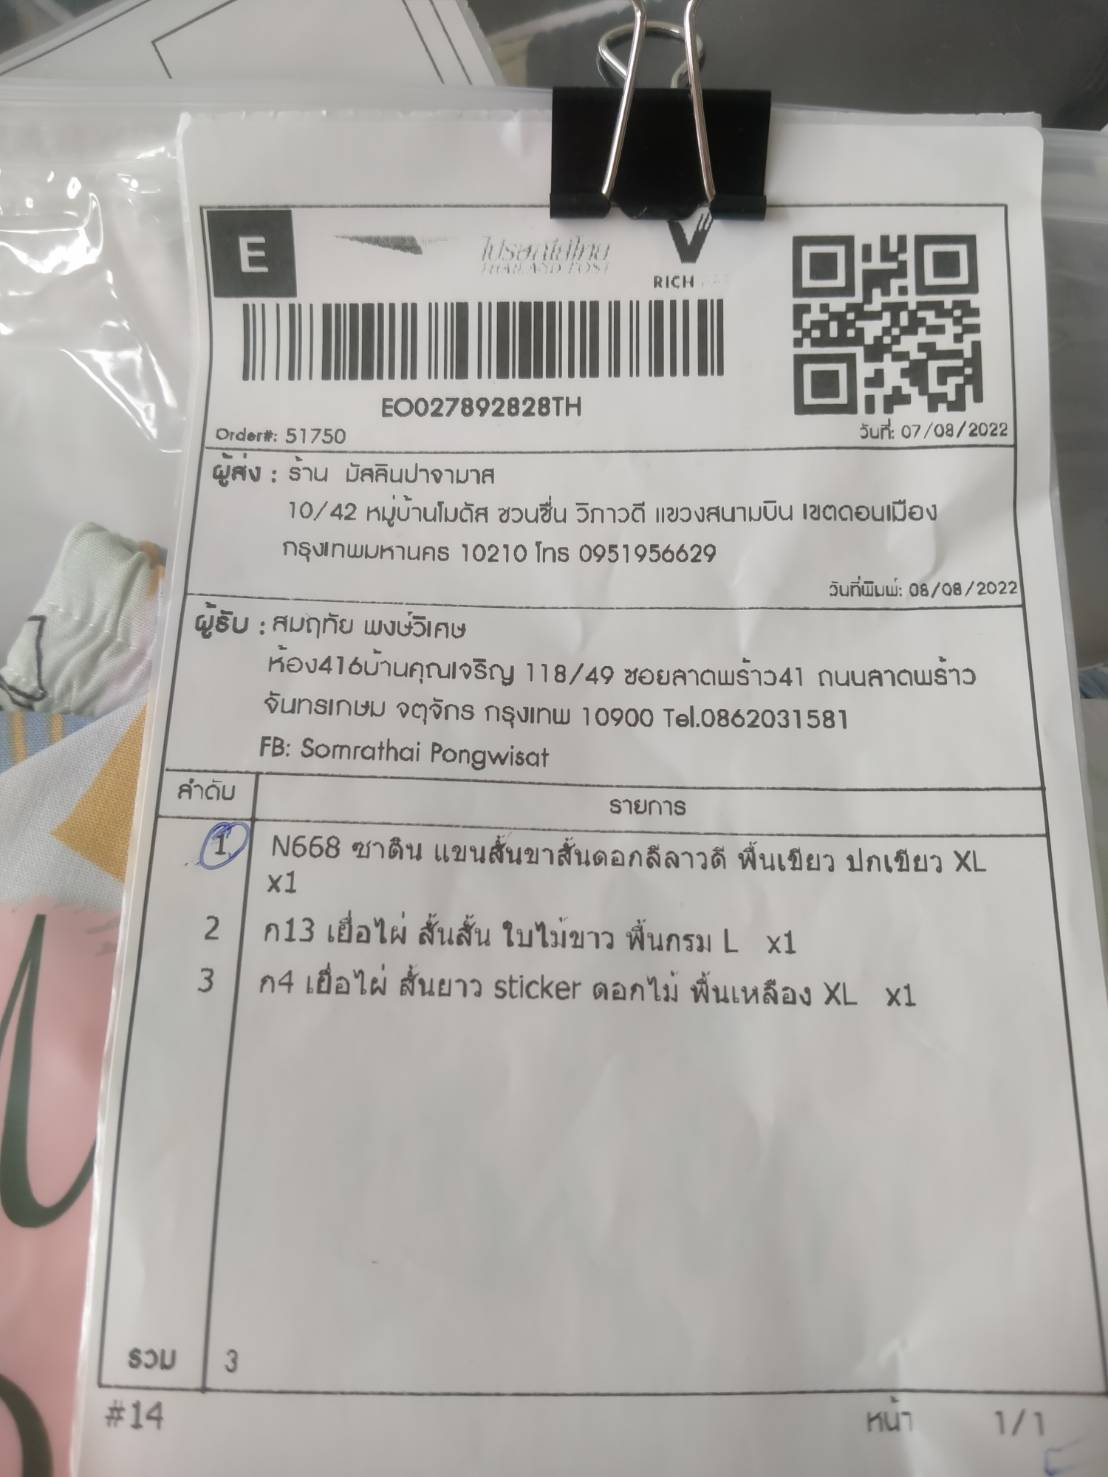 E
ไปรษณีย์ไทย
THAILAND POST
RICH
EO027892828TH
Order#: 51750
วันที่: 07/08/2022
ผู้ส่ง : ร้าน มัสลินปาจามาส
10/42 หมู่บ้านโมดัส ชวนชื่น วิภาวดี แขวงสนามบิน เขตดอนเมือง
กรุงเทพมหานคร 10210 โทร 0951956629
วันที่พิมพ์: 08/08/2022
ผู้รับ : สมฤทัย พงษ์วิเศษ
ห้อง416บ้านคุณเจริญ 118/49 ซอยลาดพร้าว41 ถนนลาดพร้าว
จันทรเกษม จตุจักร กรุงเทพ 10900 Tel.0862031581
FB: Somrathai Pongwisat
ลำดับ รายการ
1 N668 ซาติน แขนสั้นขาสั้นดอกลีลาวดี พื้นเขียว ปกเขียว XL
x1
2 ก13 เยื่อไผ่ สั้นสั้น ใบไม้ขาว พื้นกรม L x1
3 ก4 เยื่อไผ่ สั้นยาว sticker ดอกไม้ พื้นเหลือง XL x1
รวม 3
#14 หน้า 1/1